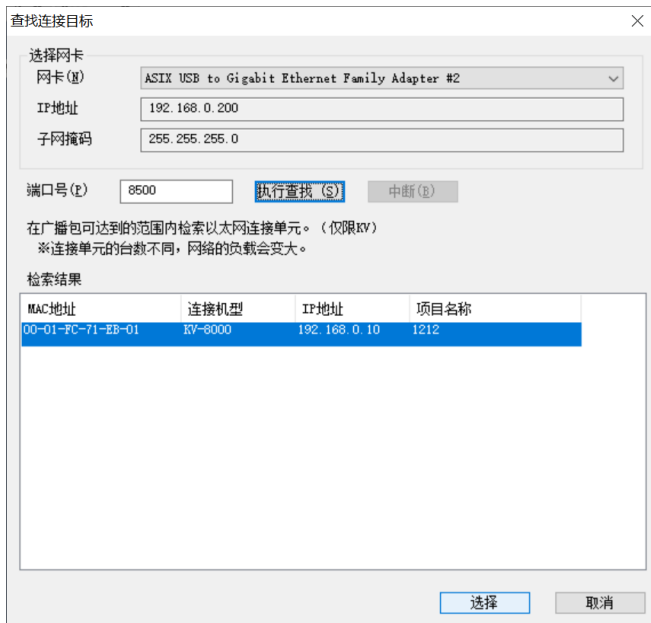 查找连接目标
选择网卡
网卡(N) ASIX USB to Gigabit Ethernet Family Adapter #2
IP地址 192.168.0.200
子网掩码 255.255.255.0
端口号(P) 8500 执行查找 (S) 中断(B)
在广播包可达到的范围内检索以太网连接单元。（仅限KV）
※连接单元的台数不同，网络的负载会变大。
检索结果
MAC地址 连接机型 IP地址 项目名称
00-01-FC-71-EB-01 KV-8000 192.168.0.10 1212
选择 取消